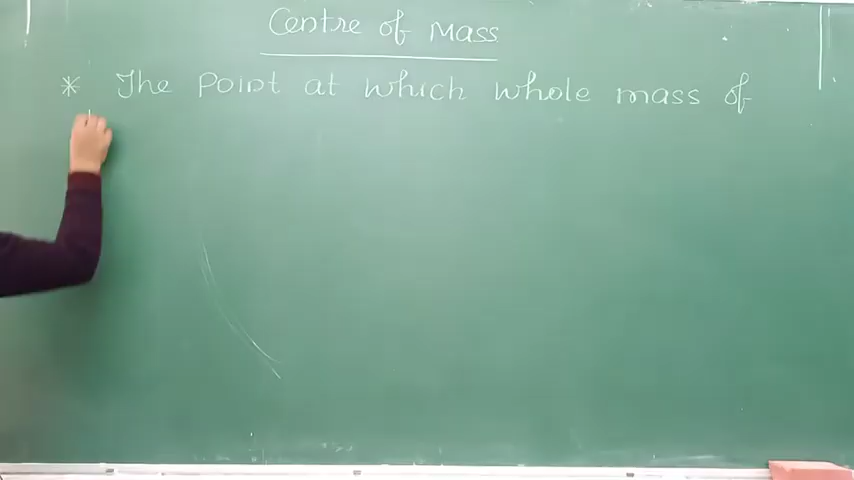 Centre of Mass
* The Point at which whole mass of